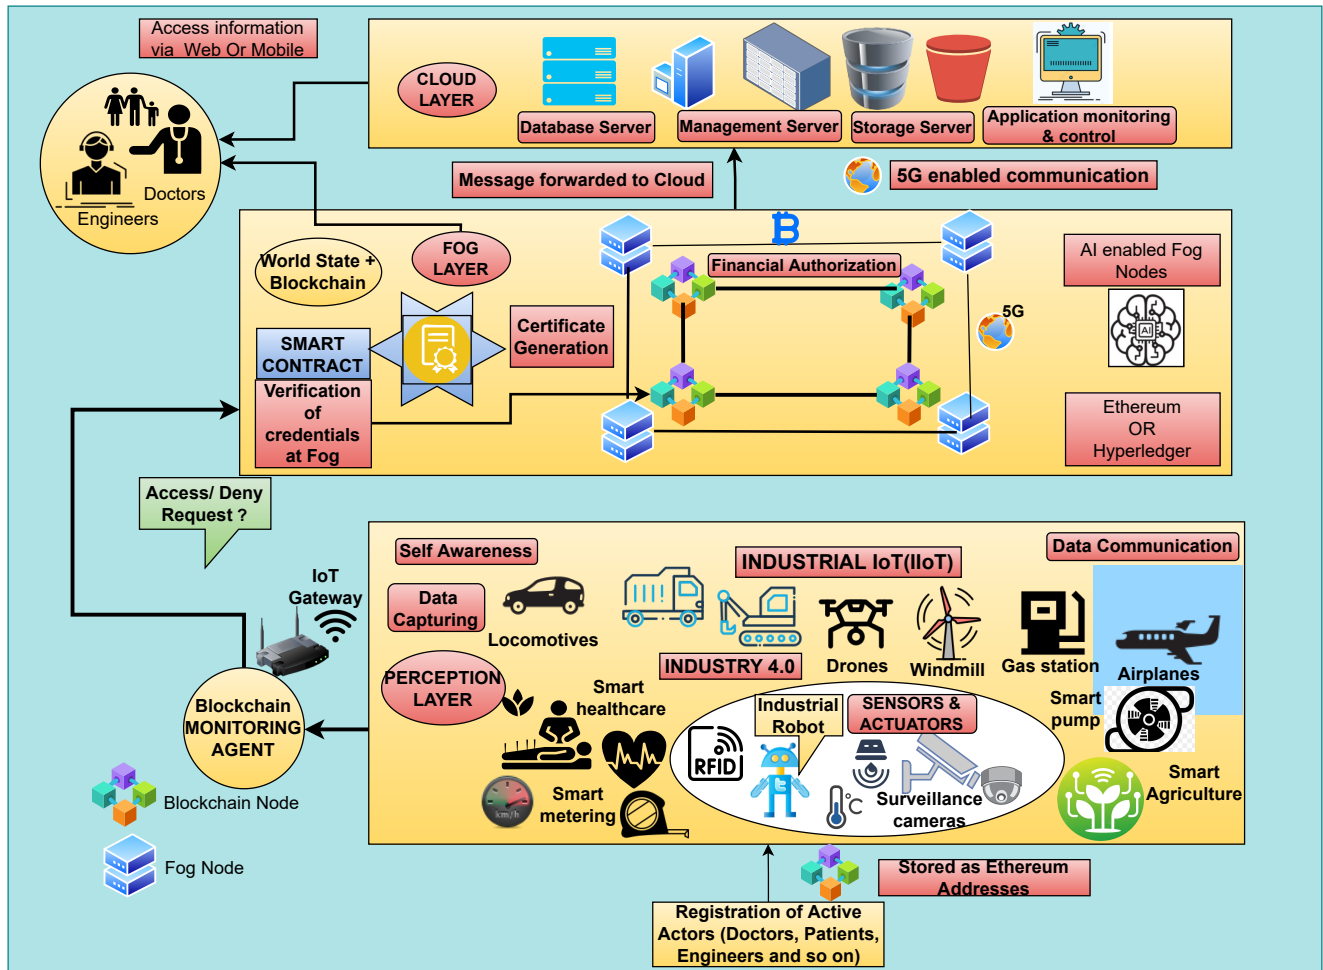 Access information
via Web Or Mobile
CLOUD
LAYER
Database Server
Management Server
Storage Server
Application monitoring
& control
Doctors
Engineers
Message forwarded to Cloud
5G enabled communication
World State +
Blockchain
FOG
LAYER
Financial Authorization
AI enabled Fog
Nodes
AI
5G
SMART
CONTRACT
Certificate
Generation
Verification
of
credentials
at Fog
Ethereum
OR
Hyperledger
Access/ Deny
Request ?
IoT
Gateway
Self Awareness
INDUSTRIAL IoT(IIoT)
Data Communication
Data
Capturing
Locomotives
INDUSTRY 4.0
Drones
Windmill
Gas station
Airplanes
PERCEPTION
LAYER
Smart
healthcare
Industrial
Robot
SENSORS &
ACTUATORS
Smart
pump
RFID
Blockchain
MONITORING
AGENT
km/h
Smart
metering
°C
Surveillance
cameras
Smart
Agriculture
Blockchain Node
Fog Node
Stored as Ethereum
Addresses
Registration of Active
Actors (Doctors, Patients,
Engineers and so on)